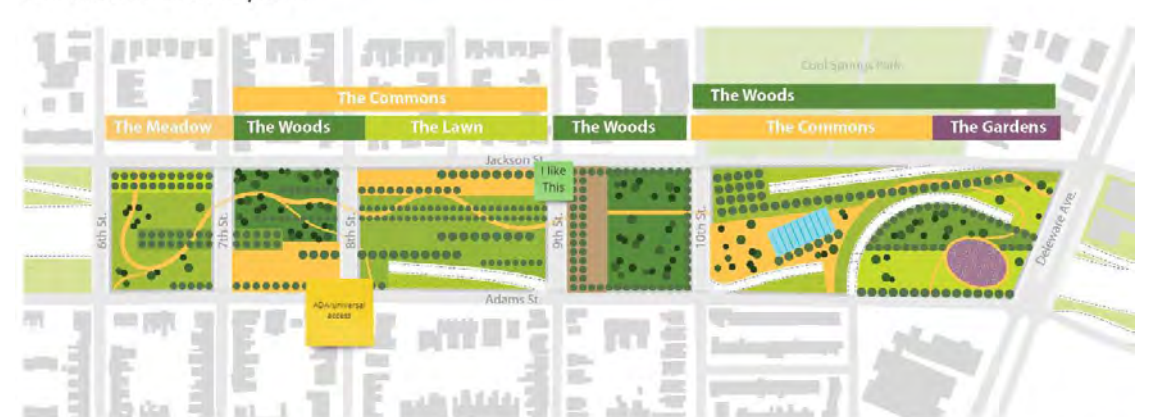 Cool Springs Park
The Woods
The Commons
The Meadow
The Woods
The Lawn
The Woods
The Commons
The Gardens
Jackson St.
I like
This
6th St.
7th St.
8th St.
9th St.
10th St.
Deleware Ave.
Adams St.
ADA/universal
access